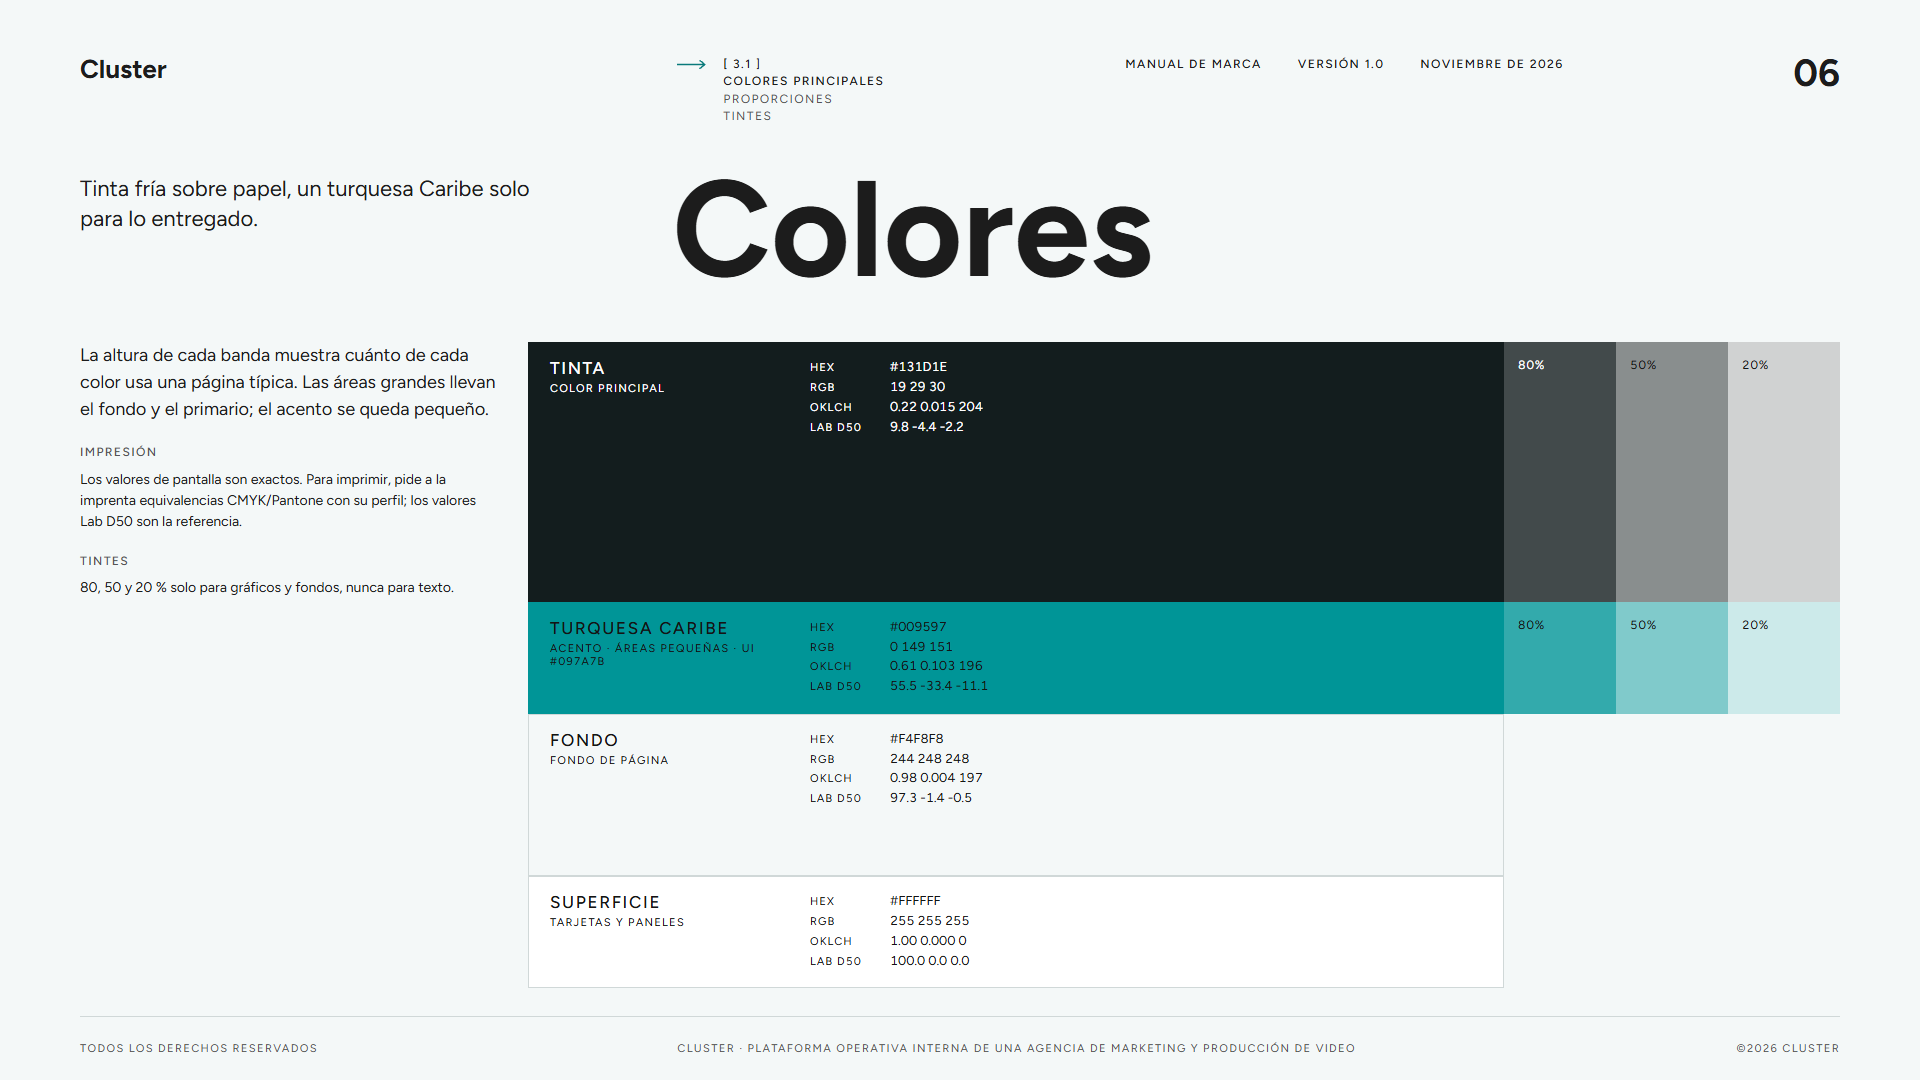 Cluster
[ 3.1 ]
COLORES PRINCIPALES
PROPORCIONES
TINTES
MANUAL DE MARCA
VERSIÓN 1.0
NOVIEMBRE DE 2026
06
Tinta fría sobre papel, un turquesa Caribe solo
para lo entregado.
Colores
La altura de cada banda muestra cuánto de cada
color usa una página típica. Las áreas grandes llevan
el fondo y el primario; el acento se queda pequeño.
IMPRESIÓN
Los valores de pantalla son exactos. Para imprimir, pide a la
imprenta equivalencias CMYK/Pantone con su perfil; los valores
Lab D50 son la referencia.
TINTES
80, 50 y 20 % solo para gráficos y fondos, nunca para texto.
TINTA
COLOR PRINCIPAL
HEX #131D1E
RGB 19 29 30
OKLCH 0.22 0.015 204
LAB D50 9.8 -4.4 -2.2
80%
50%
20%
TURQUESA CARIBE
ACENTO · ÁREAS PEQUEÑAS · UI
#097A7B
HEX #009597
RGB 0 149 151
OKLCH 0.61 0.103 196
LAB D50 55.5 -33.4 -11.1
80%
50%
20%
FONDO
FONDO DE PÁGINA
HEX #F4F8F8
RGB 244 248 248
OKLCH 0.98 0.004 197
LAB D50 97.3 -1.4 -0.5
SUPERFICIE
TARJETAS Y PANELES
HEX #FFFFFF
RGB 255 255 255
OKLCH 1.00 0.000 0
LAB D50 100.0 0.0 0.0
TODOS LOS DERECHOS RESERVADOS
CLUSTER · PLATAFORMA OPERATIVA INTERNA DE UNA AGENCIA DE MARKETING Y PRODUCCIÓN DE VIDEO
©2026 CLUSTER